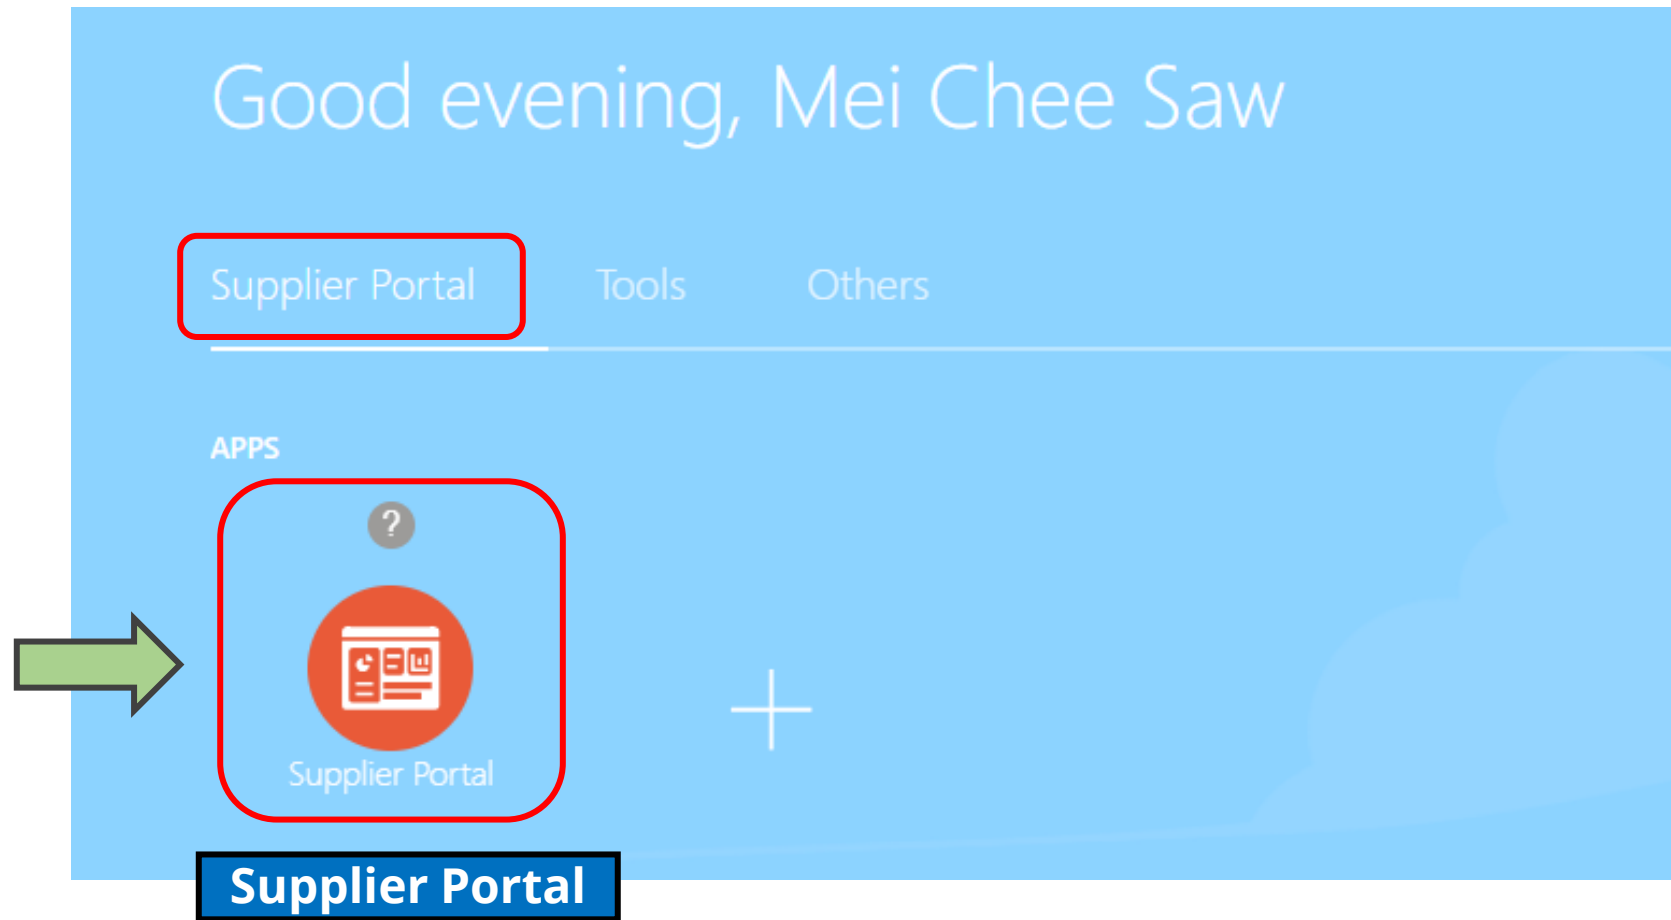 Good evening, Mei Chee Saw
Supplier Portal Tools Others
APPS
?
Supplier Portal
Supplier Portal